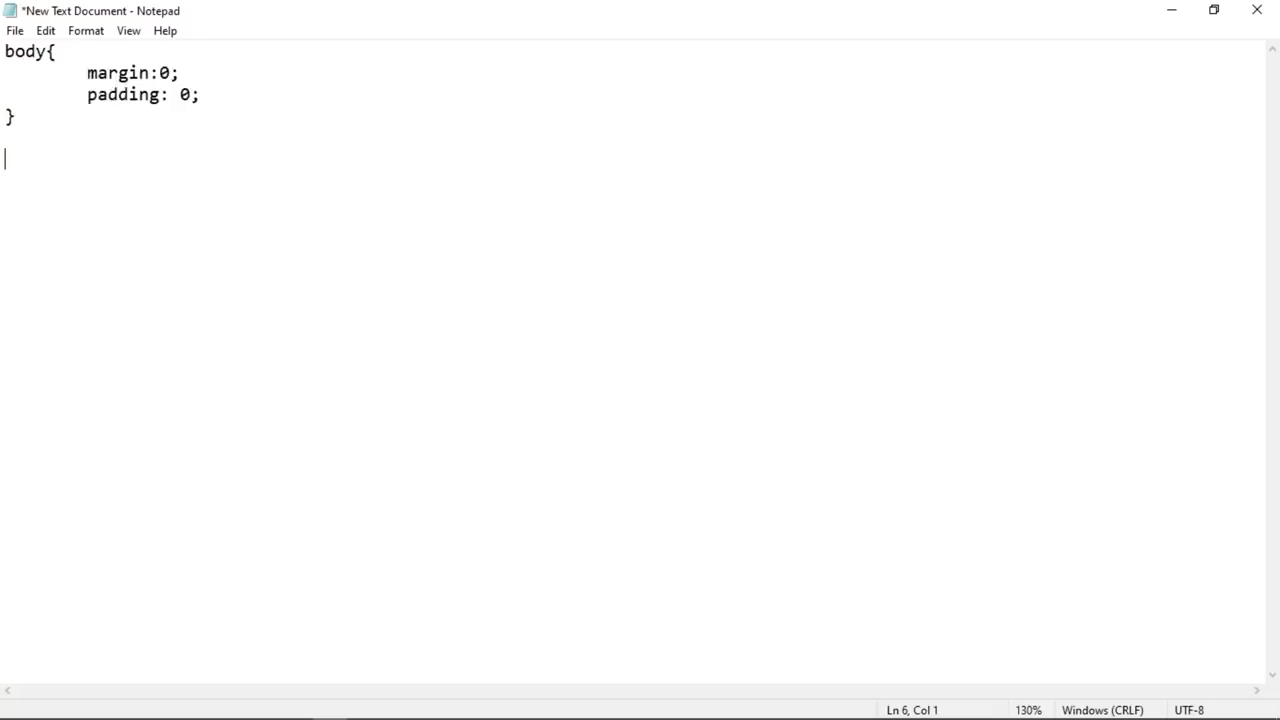 *New Text Document - Notepad
File Edit Format View Help
body{
        margin:0;
        padding: 0;
}
Ln 6, Col 1 130% Windows (CRLF) UTF-8